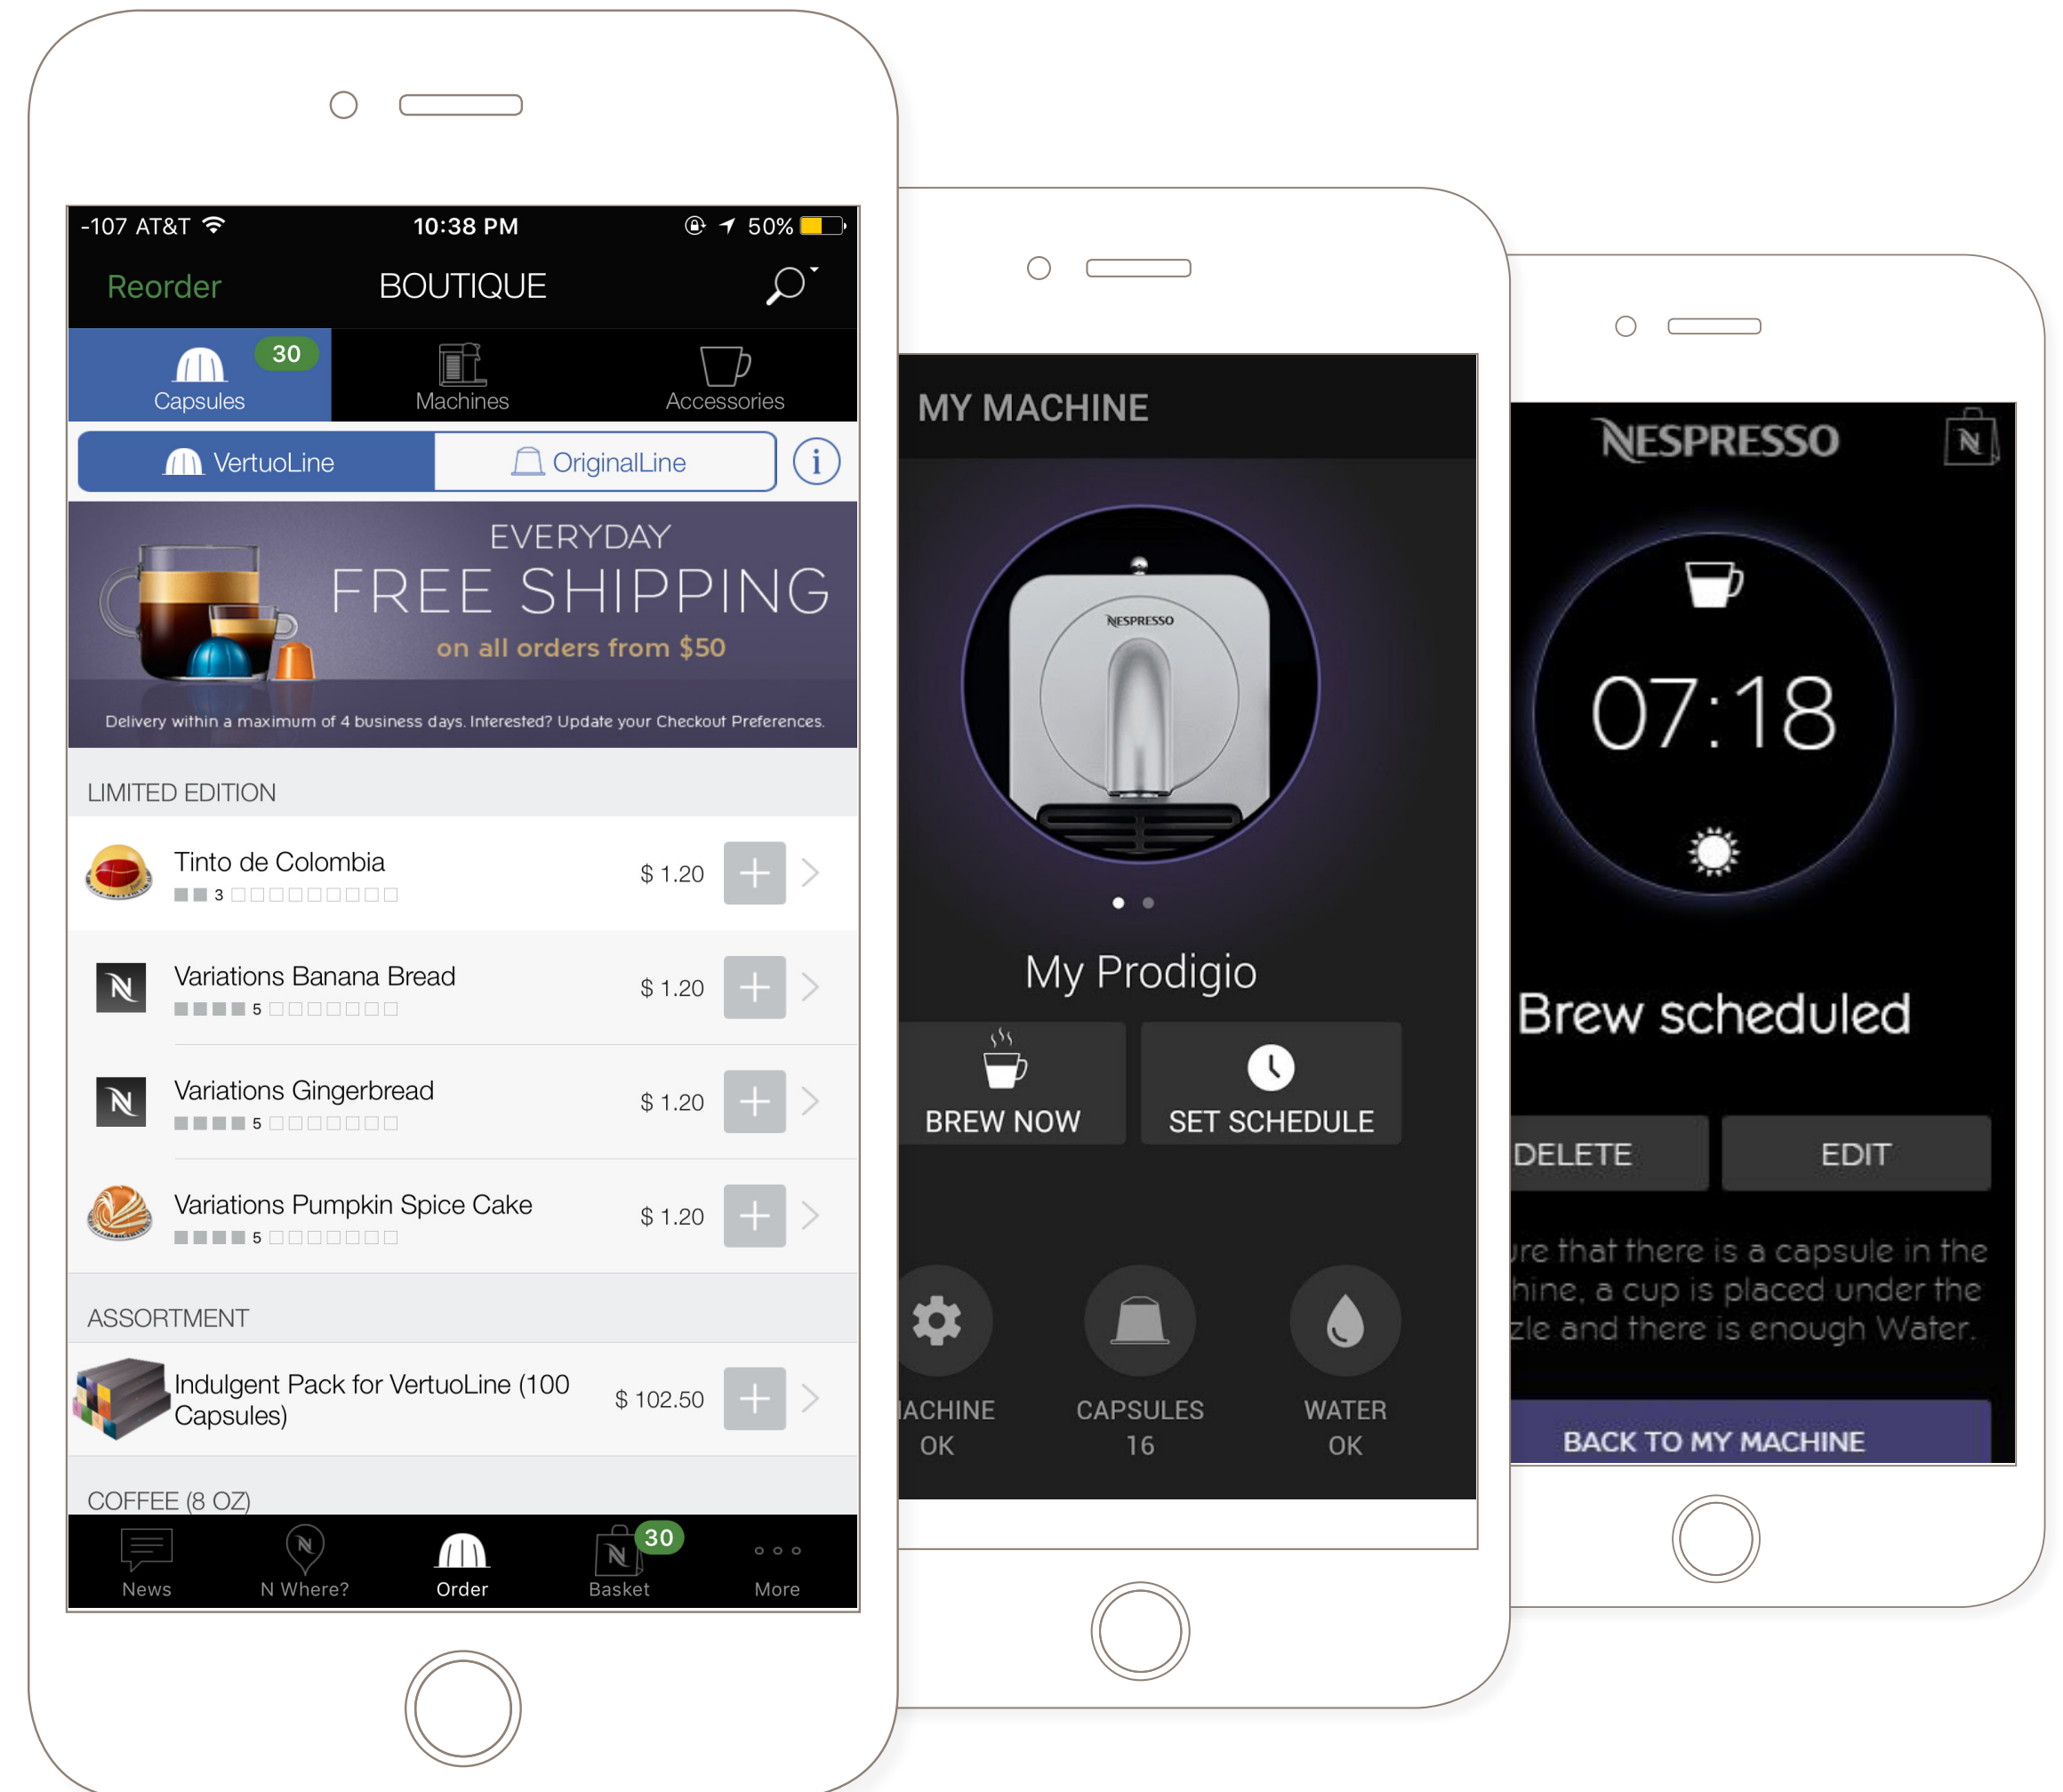 -107 AT&T 10:38 PM 50%
Reorder BOUTIQUE
30
Capsules Machines Accessories
VertuoLine OriginalLine i
EVERYDAY
FREE SHIPPING
on all orders from $50
Delivery within a maximum of 4 business days. Interested? Update your Checkout Preferences.
LIMITED EDITION
Tinto de Colombia $ 1.20
3
Variations Banana Bread $ 1.20
5
Variations Gingerbread $ 1.20
5
Variations Pumpkin Spice Cake $ 1.20
5
ASSORTMENT
Indulgent Pack for VertuoLine (100
Capsules) $ 102.50
COFFEE (8 OZ)
30
News N Where? Order Basket More
MY MACHINE
NESPRESSO
My Prodigio
BREW NOW SET SCHEDULE
ACHINE CAPSULES WATER
OK 16 OK
NESPRESSO
07:18
Brew scheduled
DELETE EDIT
re that there is a capsule in the
hine, a cup is placed under the
zle and there is enough Water.
BACK TO MY MACHINE